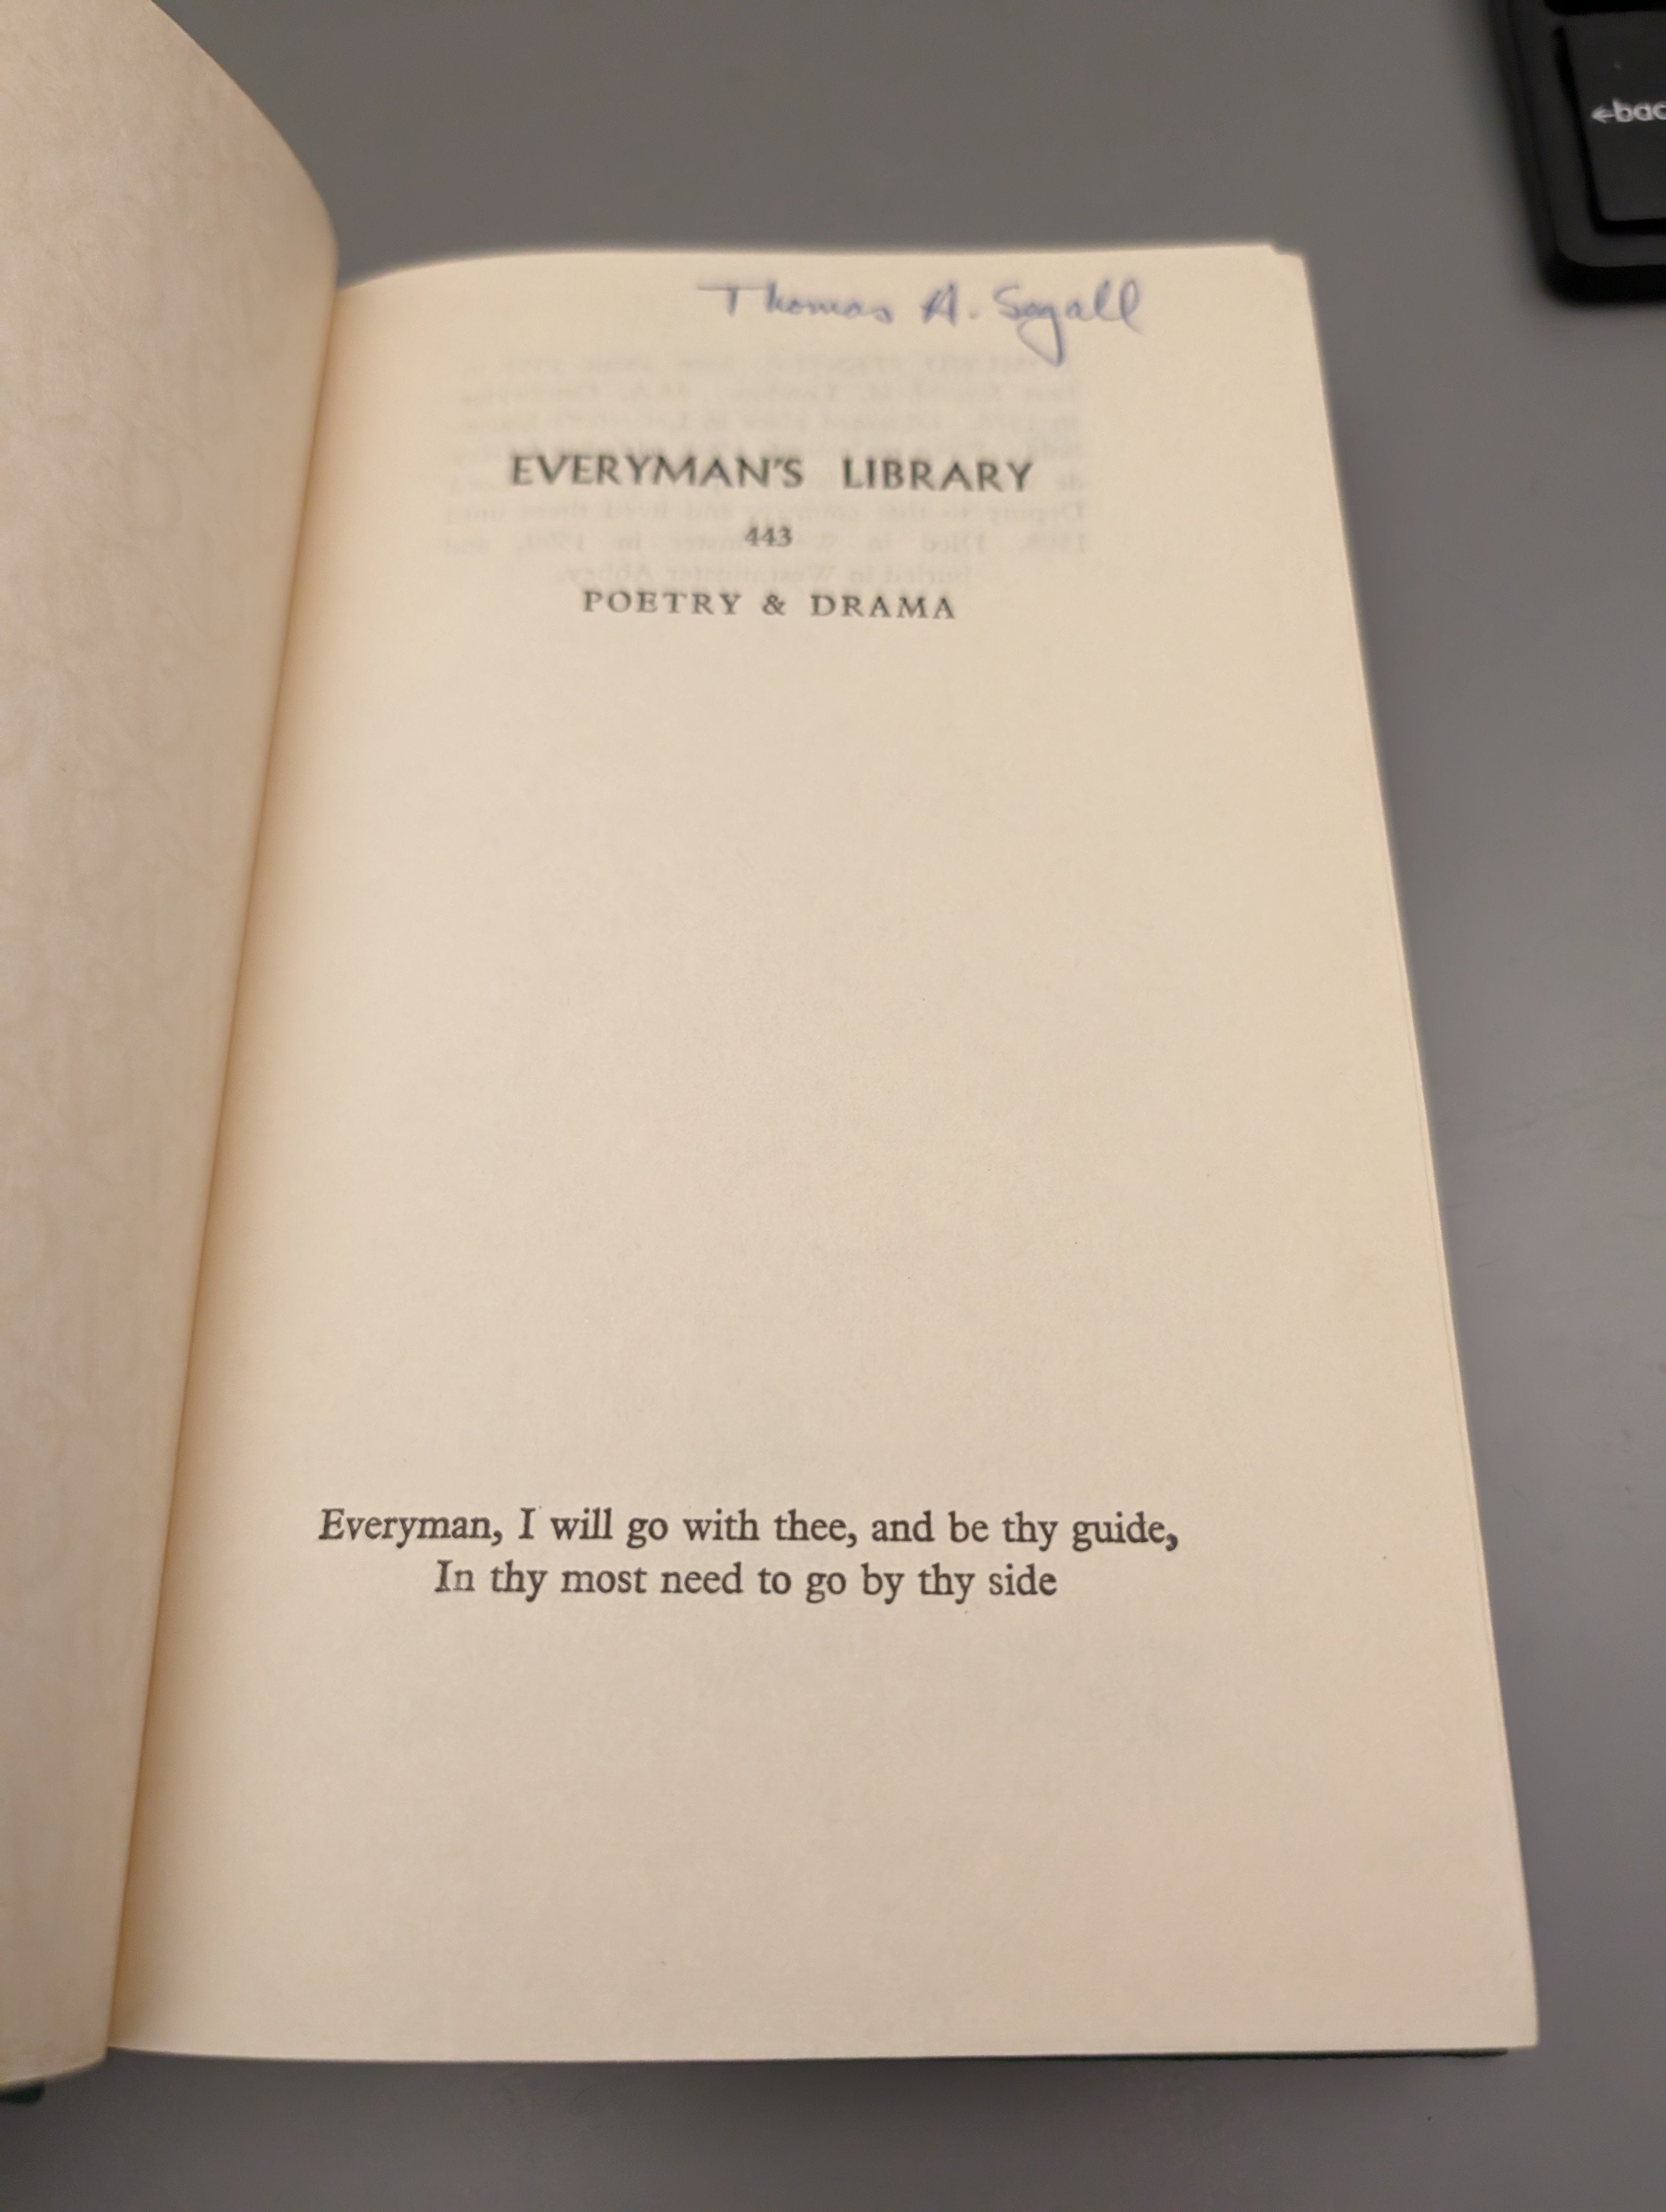 Thomas A. Segall
EVERYMAN'S LIBRARY
443
POETRY & DRAMA
Everyman, I will go with thee, and be thy guide,
In thy most need to go by thy side
←bac